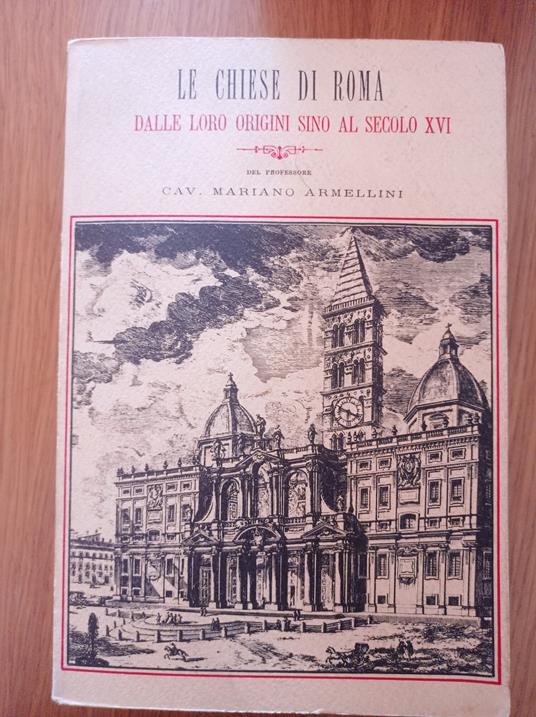 LE CHIESE DI ROMA
DALLE LORO ORIGINI SINO AL SECOLO XVI
DEL PROFESSORE
CAV. MARIANO ARMELLINI